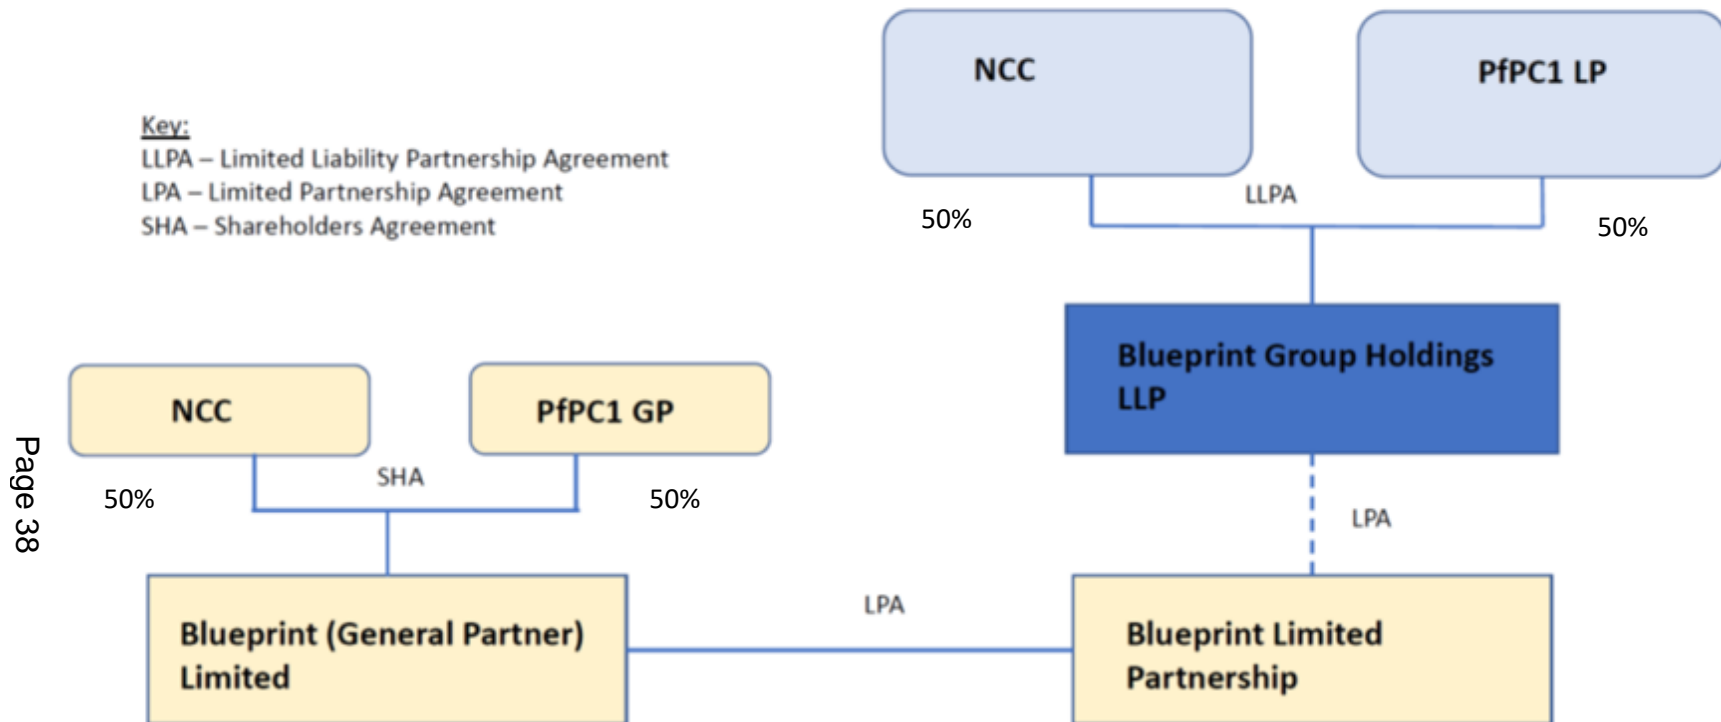 NCC
PfPC1 LP
Key:
LLPA – Limited Liability Partnership Agreement
LPA – Limited Partnership Agreement
SHA – Shareholders Agreement
LLPA
50%
50%
Blueprint Group Holdings
LLP
NCC
PfPC1 GP
SHA
50%
50%
LPA
Blueprint (General Partner)
Limited
LPA
Blueprint Limited
Partnership
Page 38